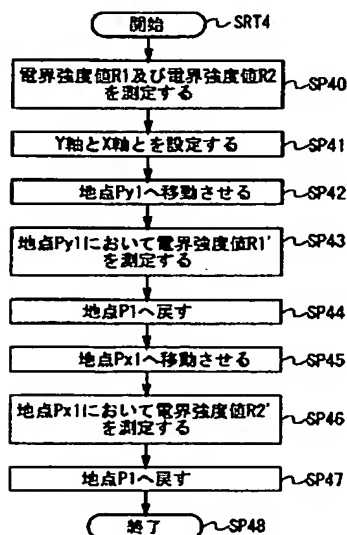 開始 SRT4
電界強度値R1及び電界強度値R2
を測定する
SP40
Y軸とX軸とを設定する
SP41
地点Py1へ移動させる
SP42
地点Py1において電界強度値R1'
を測定する
SP43
地点P1へ戻す
SP44
地点Px1へ移動させる
SP45
地点Px1において電界強度値R2'
を測定する
SP46
地点P1へ戻す
SP47
終了 SP48